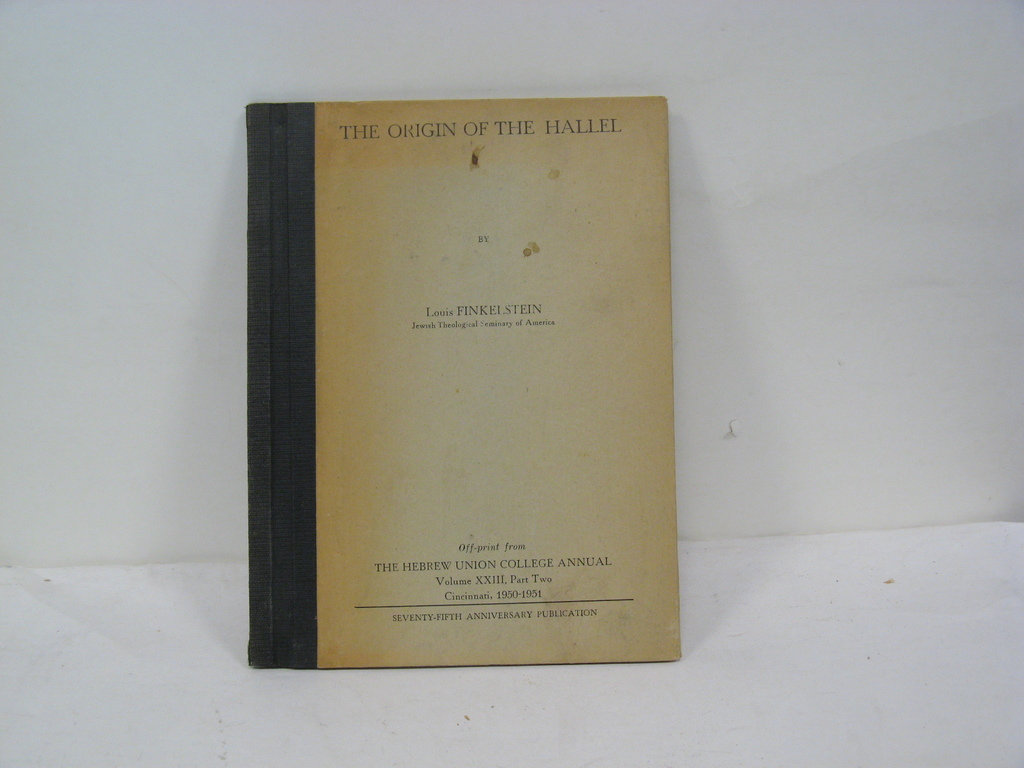 THE ORIGIN OF THE HALLEL
BY
Louis FINKELSTEIN
Jewish Theological Seminary of America
Off-print from
THE HEBREW UNION COLLEGE ANNUAL
Volume XXIII, Part Two
Cincinnati, 1950-1951
SEVENTY-FIFTH ANNIVERSARY PUBLICATION